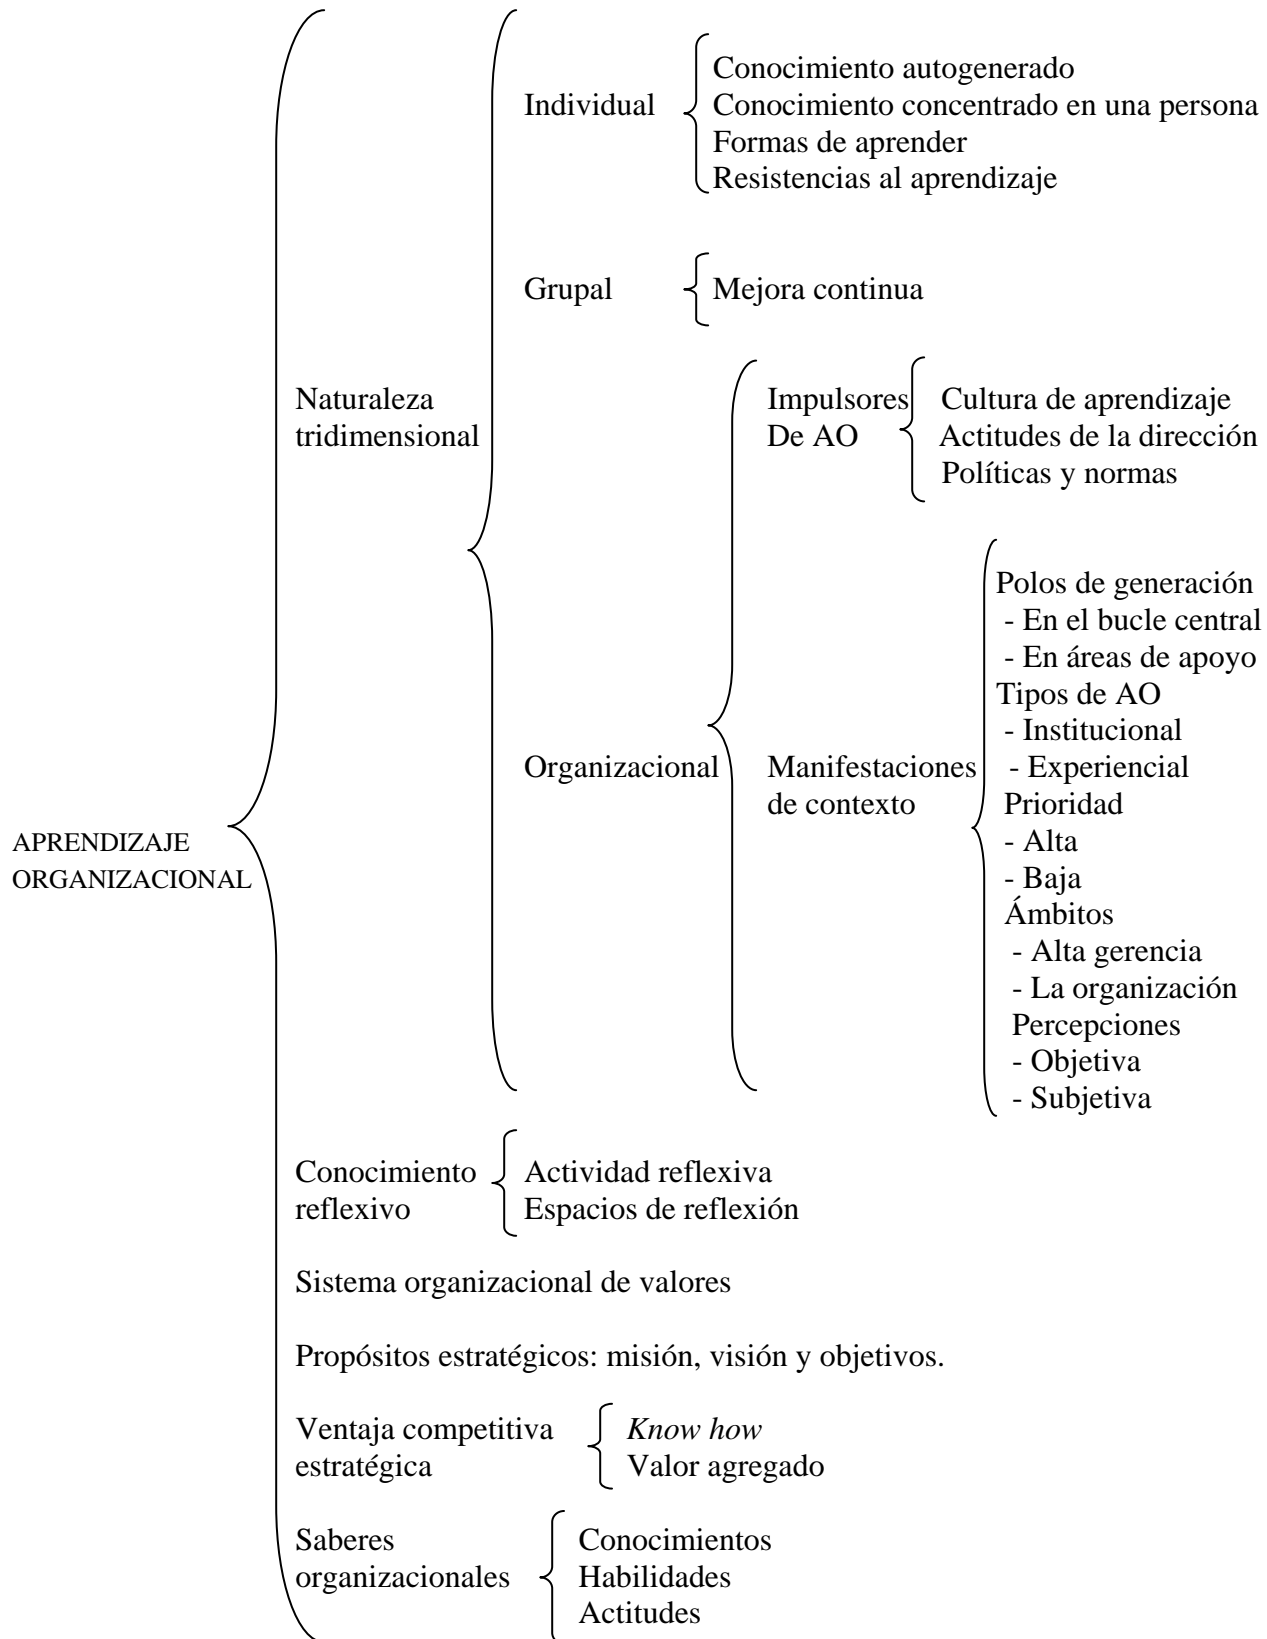 APRENDIZAJE
ORGANIZACIONAL
Naturaleza
tridimensional
Individual
Conocimiento autogenerado
Conocimiento concentrado en una persona
Formas de aprender
Resistencias al aprendizaje
Grupal
Mejora continua
Organizacional
Impulsores
De AO
Cultura de aprendizaje
Actitudes de la dirección
Políticas y normas
Manifestaciones
de contexto
Polos de generación
- En el bucle central
- En áreas de apoyo
Tipos de AO
- Institucional
- Experiencial
Prioridad
- Alta
- Baja
Ámbitos
- Alta gerencia
- La organización
Percepciones
- Objetiva
- Subjetiva
Conocimiento
reflexivo
Actividad reflexiva
Espacios de reflexión
Sistema organizacional de valores
Propósitos estratégicos: misión, visión y objetivos.
Ventaja competitiva
estratégica
Know how
Valor agregado
Saberes
organizacionales
Conocimientos
Habilidades
Actitudes